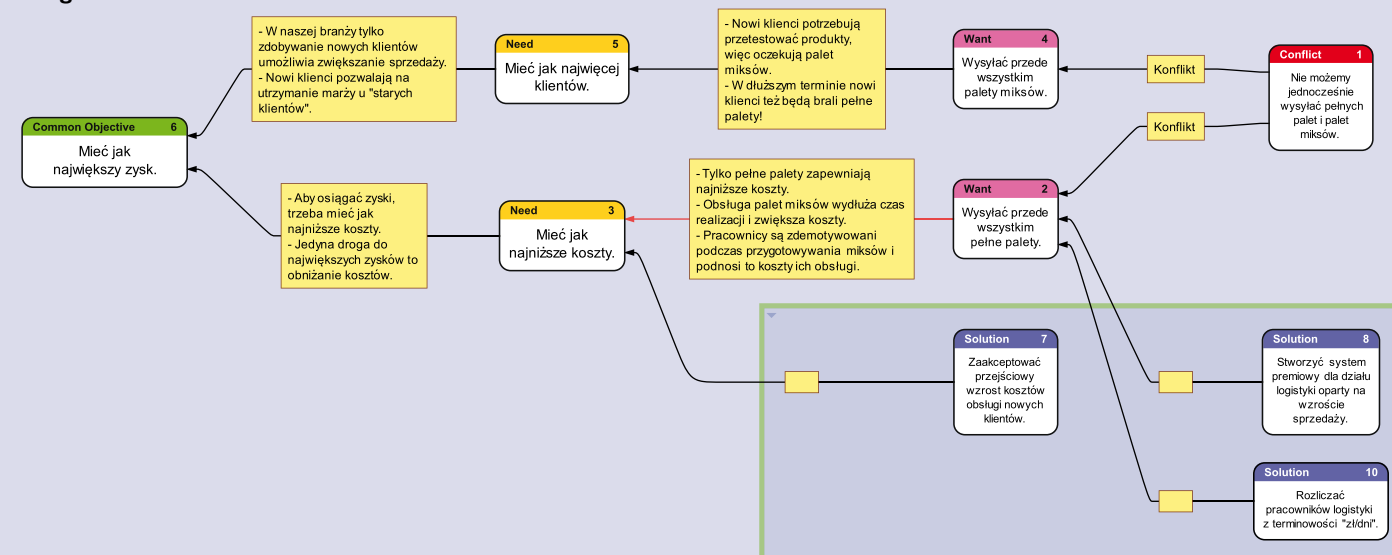 - W naszej branży tylko
zdobywanie nowych klientów
umożliwia zwiększanie sprzedaży.
- Nowi klienci pozwalają na
utrzymanie marży u "starych
klientów".
Need 5
Mieć jak najwięcej
klientów.
- Nowi klienci potrzebują
przetestować produkty,
więc oczekują palet
miksów.
- W dłuższym terminie nowi
klienci też będą brali pełne
palety!
Want 4
Wysyłać przede
wszystkim
palety miksów.
Konflikt
Conflict 1
Nie możemy
jednocześnie
wysyłać pełnych
palet i palet
miksów.
Konflikt
Common Objective 6
Mieć jak
największy zysk.
- Aby osiągać zyski,
trzeba mieć jak
najniższe koszty.
- Jedyna droga do
największych zysków to
obniżanie kosztów.
Need 3
Mieć jak
najniższe koszty.
- Tylko pełne palety zapewniają
najniższe koszty.
- Obsługa palet miksów wydłuża czas
realizacji i zwiększa koszty.
- Pracownicy są zdemotywowani
podczas przygotowywania miksów i
podnosi to koszty ich obsługi.
Want 2
Wysyłać przede
wszystkim
pełne palety.
Solution 7
Zaakceptować
przejściowy
wzrost kosztów
obsługi nowych
klientów.
Solution 8
Stworzyć system
premiowy dla działu
logistyki oparty na
wzroście
sprzedaży.
Solution 10
Rozliczać
pracowników logistyki
z terminowości "zł/dni".